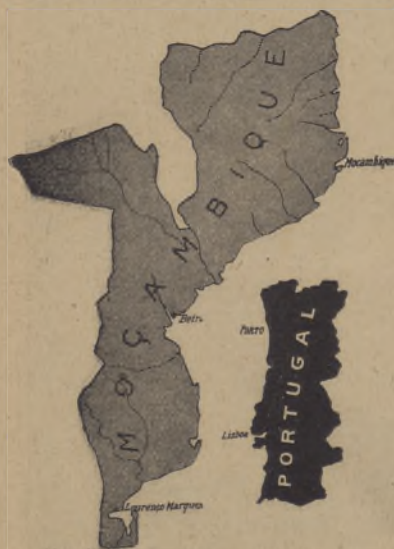 MOÇAMBIQUE
Moçambique
Beira
PORTO
PORTUGAL
Lisboa
Lourenço Marques